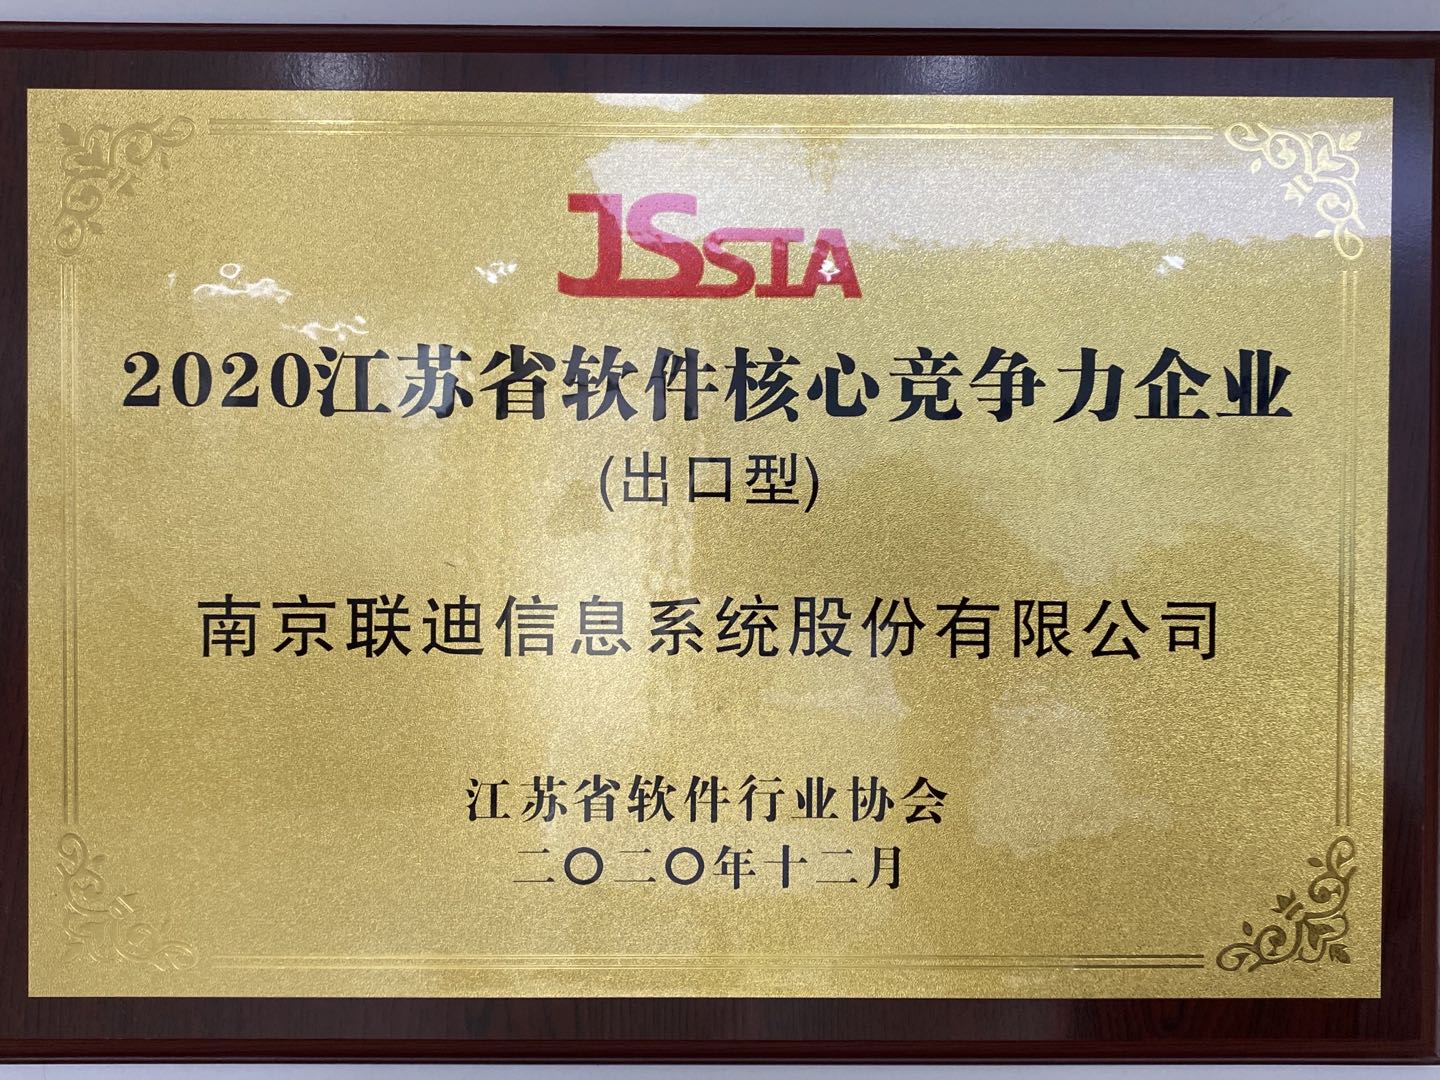 JSSIA
2020江苏省软件核心竞争力企业
(出口型)
南京联迪信息系统股份有限公司
江苏省软件行业协会
二〇二〇年十二月